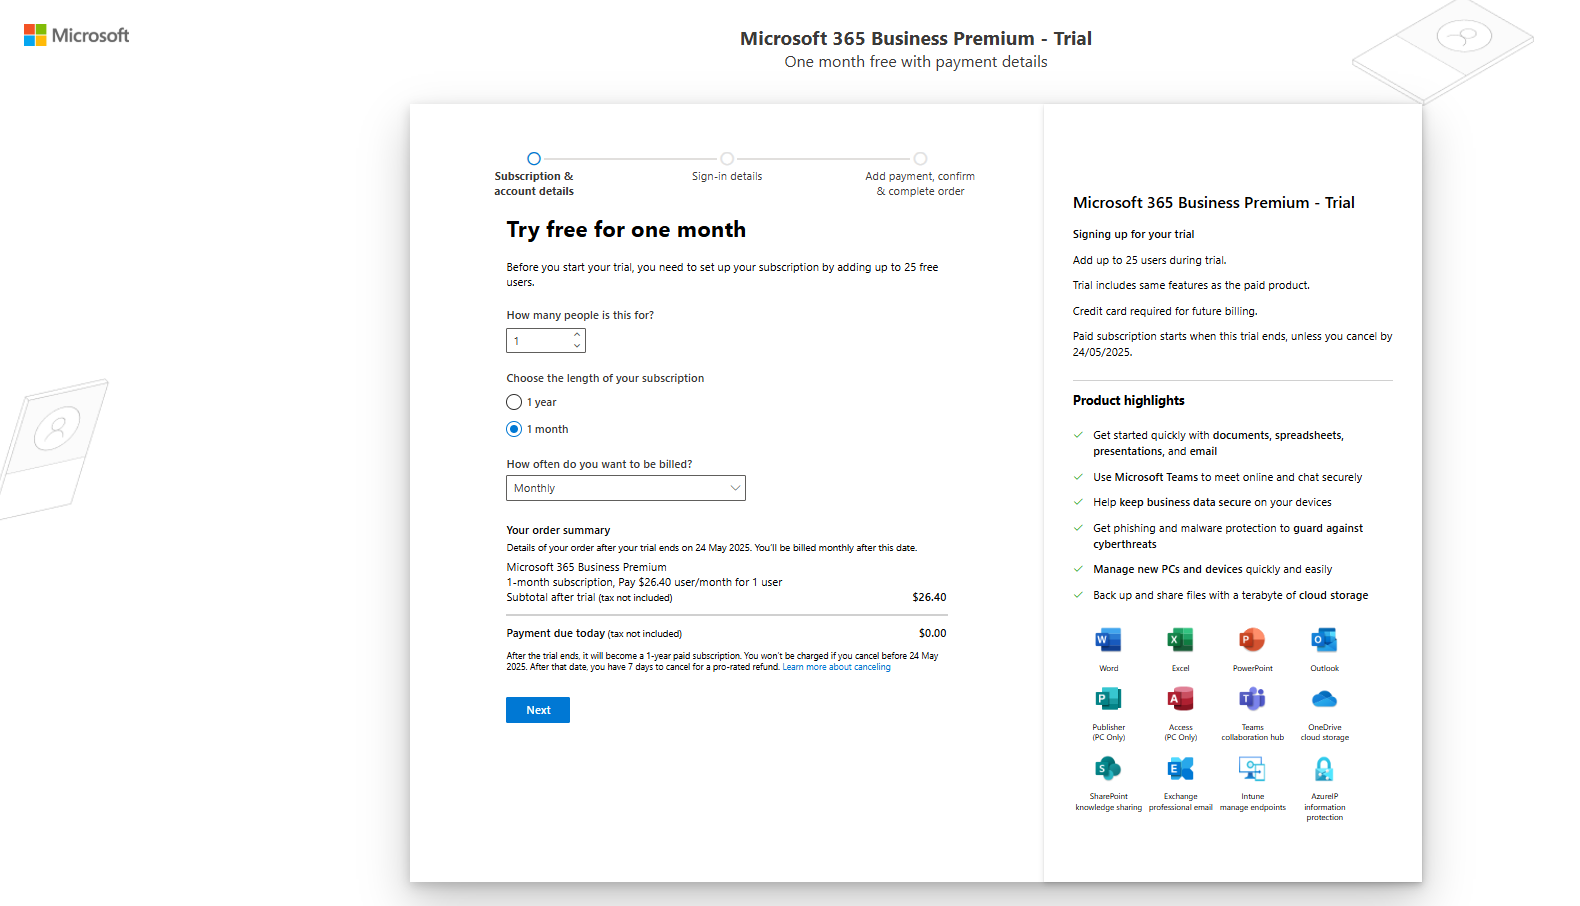 Microsoft
Microsoft 365 Business Premium - Trial
One month free with payment details
Subscription &
account details
Sign-in details
Add payment, confirm
& complete order
Try free for one month
Before you start your trial, you need to set up your subscription by adding up to 25 free
users.
How many people is this for?
1
Choose the length of your subscription
1 year
1 month
How often do you want to be billed?
Monthly
Your order summary
Details of your order after your trial ends on 24 May 2025. You'll be billed monthly after this date.
Microsoft 365 Business Premium
1-month subscription, Pay $26.40 user/month for 1 user
Subtotal after trial (tax not included) $26.40
Payment due today (tax not included) $0.00
After the trial ends, it will become a 1-year paid subscription. You won't be charged if you cancel before 24 May
2025. After that date, you have 7 days to cancel for a pro-rated refund. Learn more about canceling.
Next
Microsoft 365 Business Premium - Trial
Signing up for your trial
Add up to 25 users during trial.
Trial includes same features as the paid product.
Credit card required for future billing.
Paid subscription starts when this trial ends, unless you cancel by
24/05/2025.
Product highlights
Get started quickly with documents, spreadsheets,
presentations, and email
Use Microsoft Teams to meet online and chat securely
Help keep business data secure on your devices
Get phishing and malware protection to guard against
cyberthreats
Manage new PCs and devices quickly and easily
Back up and share files with a terabyte of cloud storage
Word
Excel
PowerPoint
Outlook
Publisher
(PC Only)
Access
(PC Only)
Teams
collaboration hub
OneDrive
cloud storage
SharePoint
knowledge sharing
Exchange
professional email
Intune
manage endpoints
AzureIP
information
protection